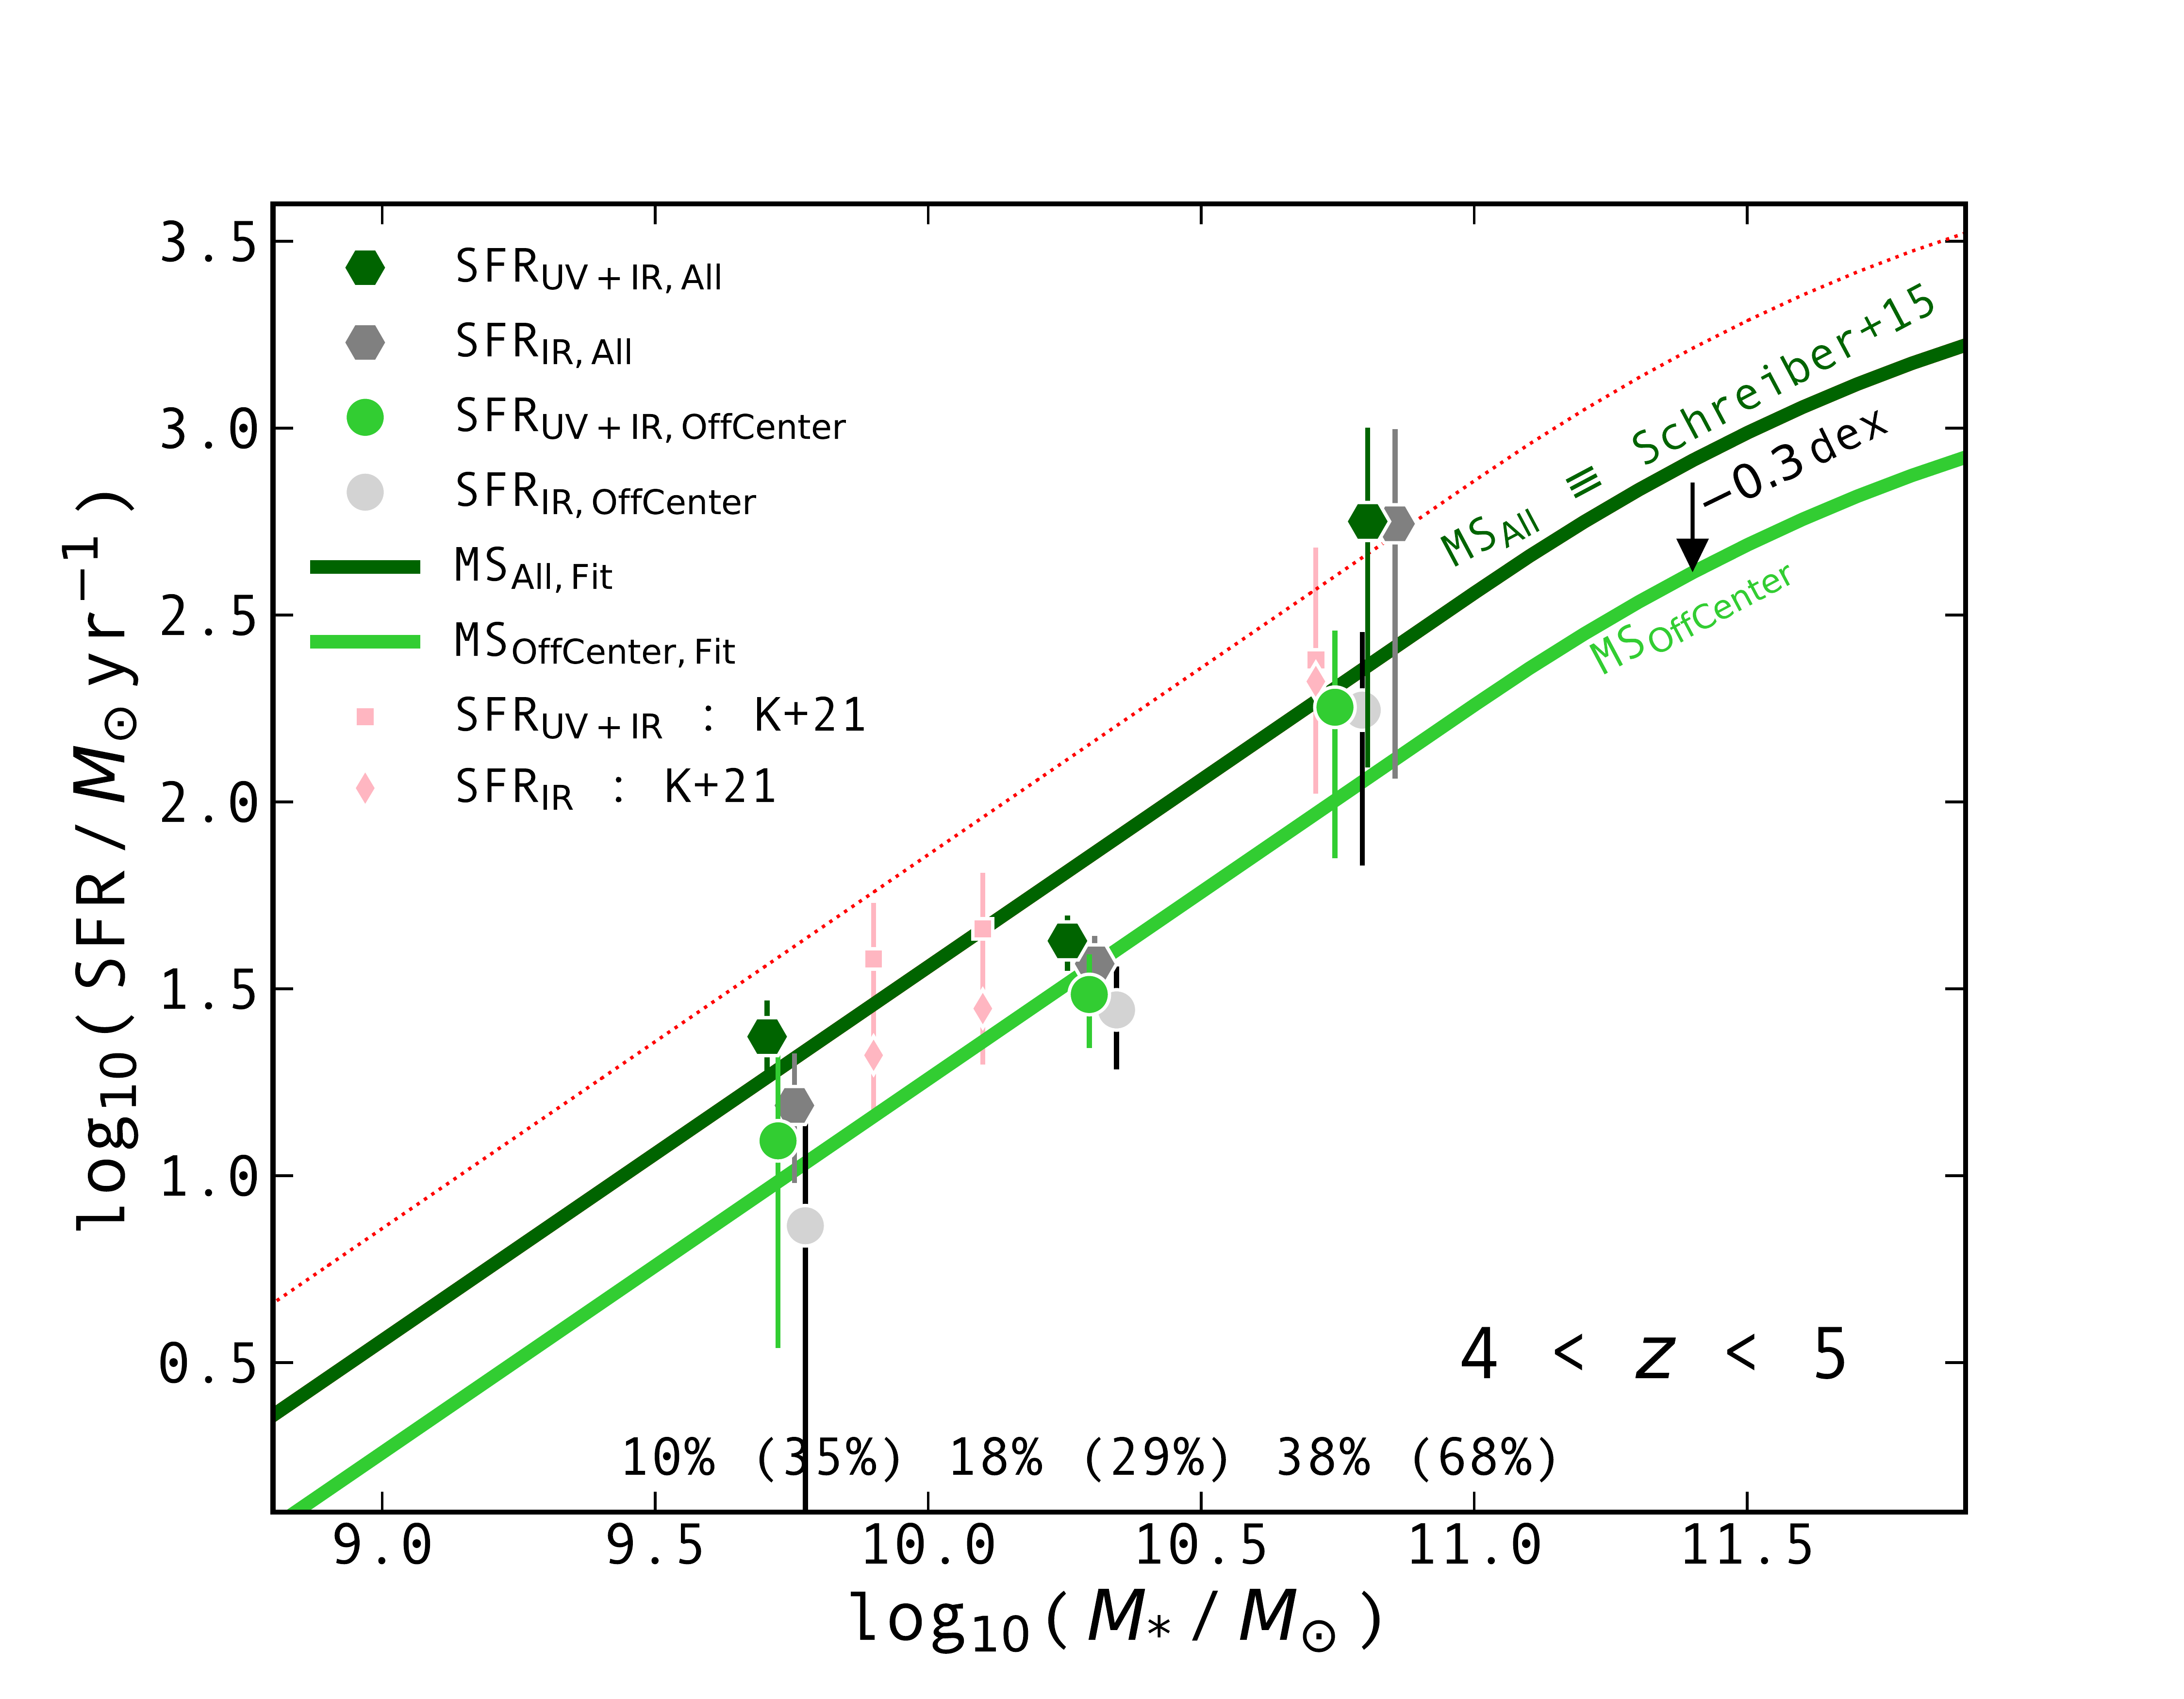 3.5
3.0
2.5
2.0
1.5
1.0
0.5
log₁₀(SFR/M⊙yr⁻¹)
SFR_UV+IR, All
SFR_IR, All
SFR_UV+IR, OffCenter
SFR_IR, OffCenter
MS_All, Fit
MS_OffCenter, Fit
SFR_UV+IR : K+21
SFR_IR : K+21
MS_All ≡ Schreiber+15
−0.3 dex
MS_OffCenter
4 < z < 5
10% (35%) 18% (29%) 38% (68%)
9.0 9.5 10.0 10.5 11.0 11.5
log₁₀(M*/M⊙)